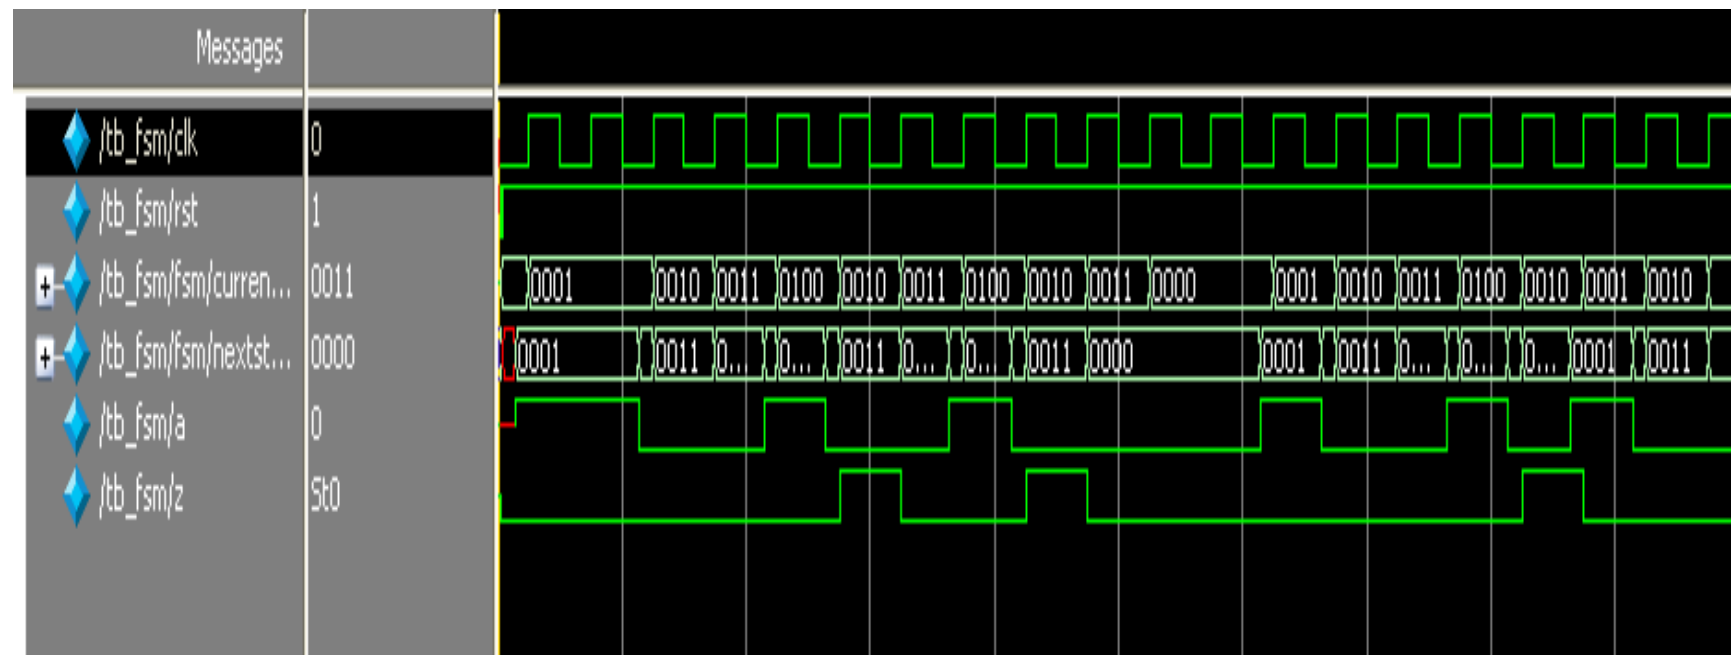 Messages
/tb_fsm/clk 0
/tb_fsm/rst 1
/tb_fsm/fsm/curren... 0011 0001 0010 0011 0100 0010 0011 0100 0010 0011 0000 0001 0010 0011 0100 0010 0001 0010
/tb_fsm/fsm/nextst... 0000 0001 0011 0... 0... 0011 0... 0... 0011 0000 0001 0011 0... 0... 0... 0001 0011
/tb_fsm/a 0
/tb_fsm/z St0